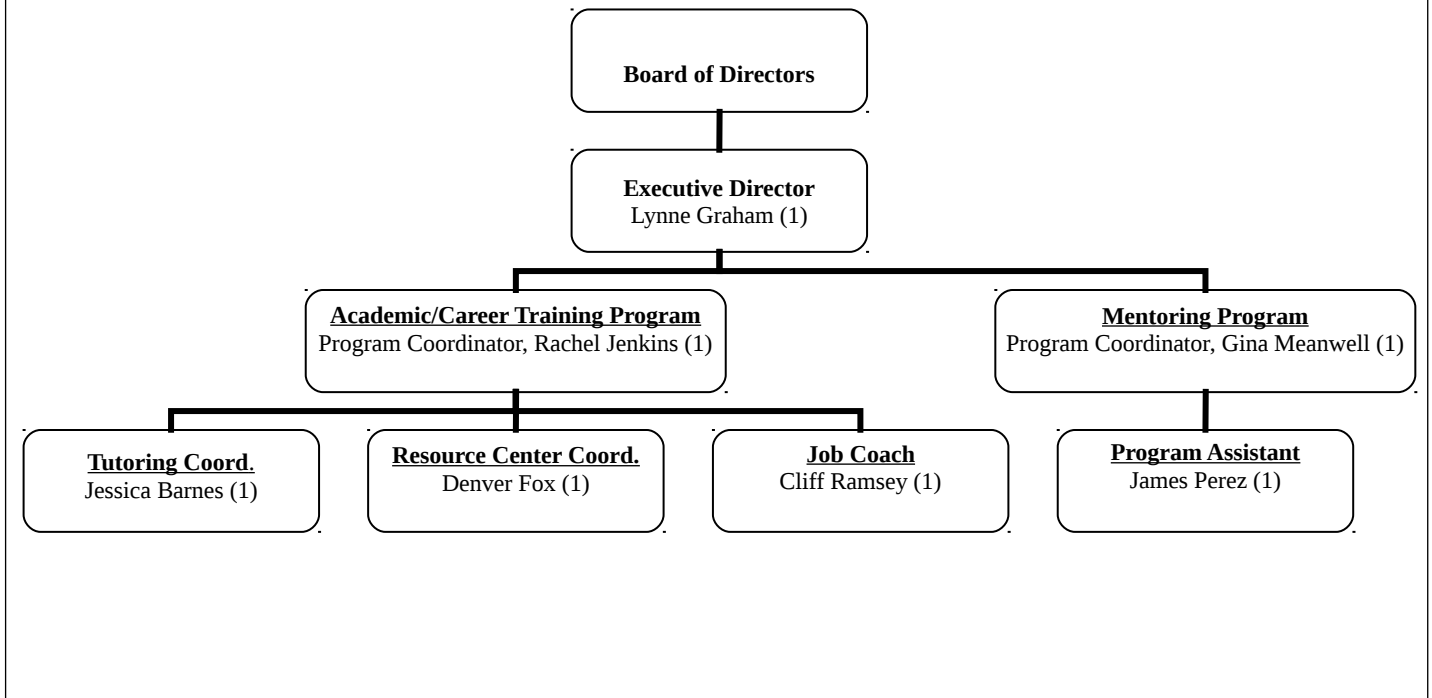 Board of Directors
Executive Director
Lynne Graham (1)
Academic/Career Training Program
Program Coordinator, Rachel Jenkins (1)
Mentoring Program
Program Coordinator, Gina Meanwell (1)
Tutoring Coord.
Jessica Barnes (1)
Resource Center Coord.
Denver Fox (1)
Job Coach
Cliff Ramsey (1)
Program Assistant
James Perez (1)